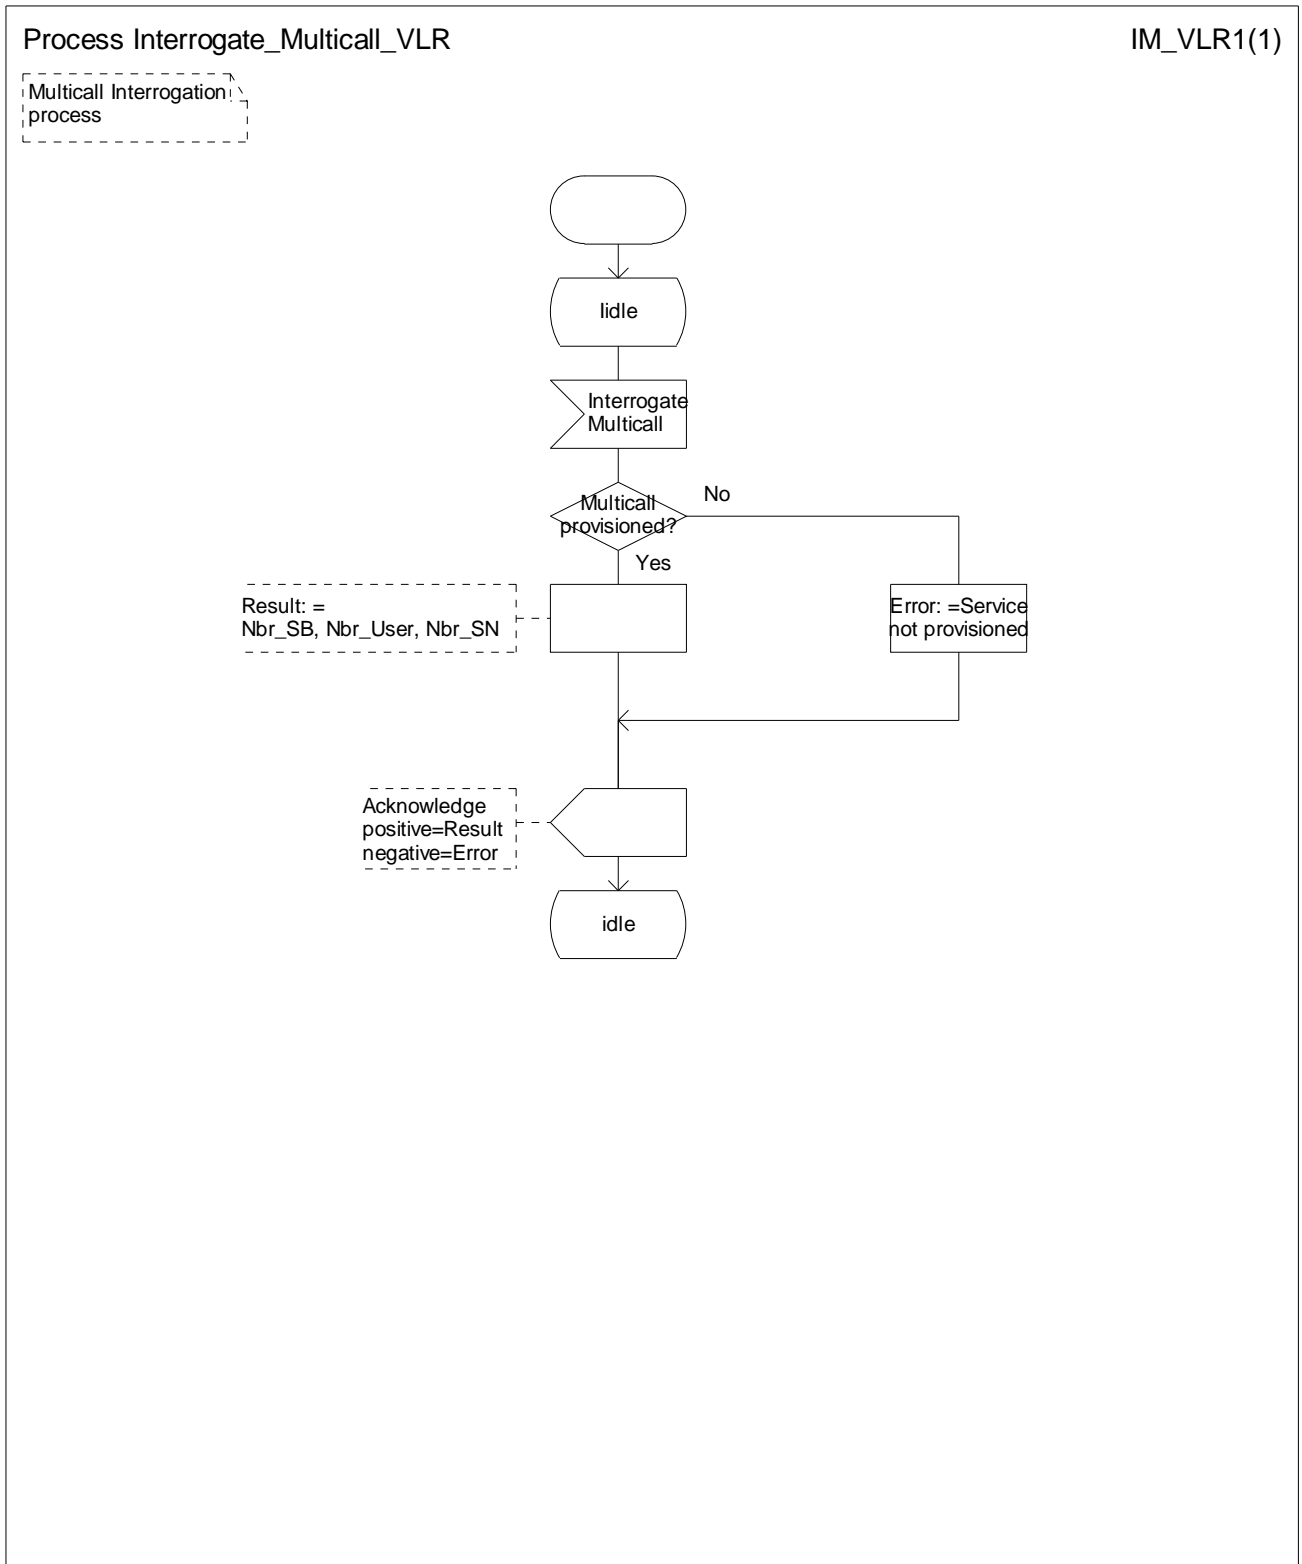 Process Interrogate_Multicall_VLR
IM_VLR1(1)
Multicall Interrogation
process
Iidle
Interrogate
Multicall
Multicall
provisioned?
No
Yes
Result: =
Nbr_SB, Nbr_User, Nbr_SN
Error: =Service
not provisioned
Acknowledge
positive=Result
negative=Error
idle